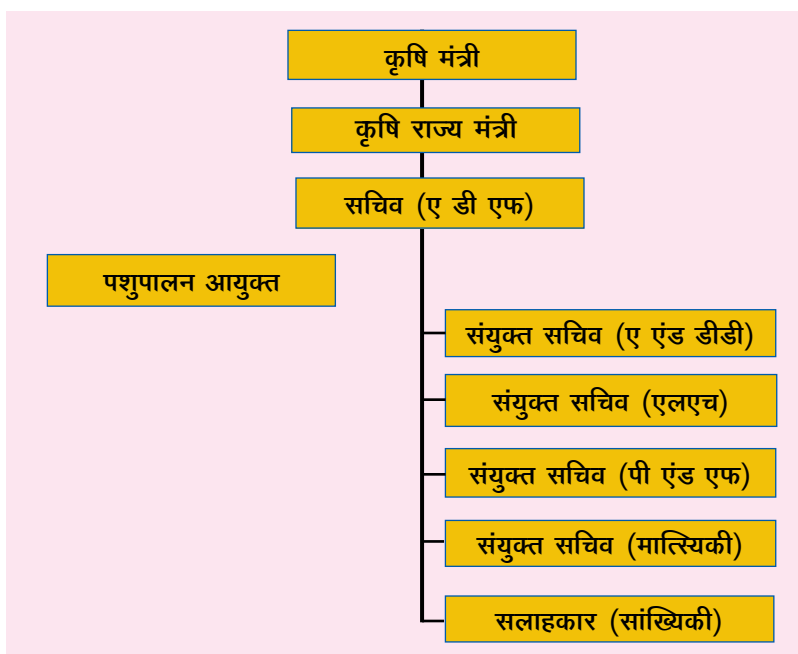 कृषि मंत्री
कृषि राज्य मंत्री
सचिव (ए डी एफ)
पशुपालन आयुक्त
संयुक्त सचिव (ए एंड डीडी)
संयुक्त सचिव (एलएच)
संयुक्त सचिव (पी एंड एफ)
संयुक्त सचिव (मात्स्यिकी)
सलाहकार (सांख्यिकी)